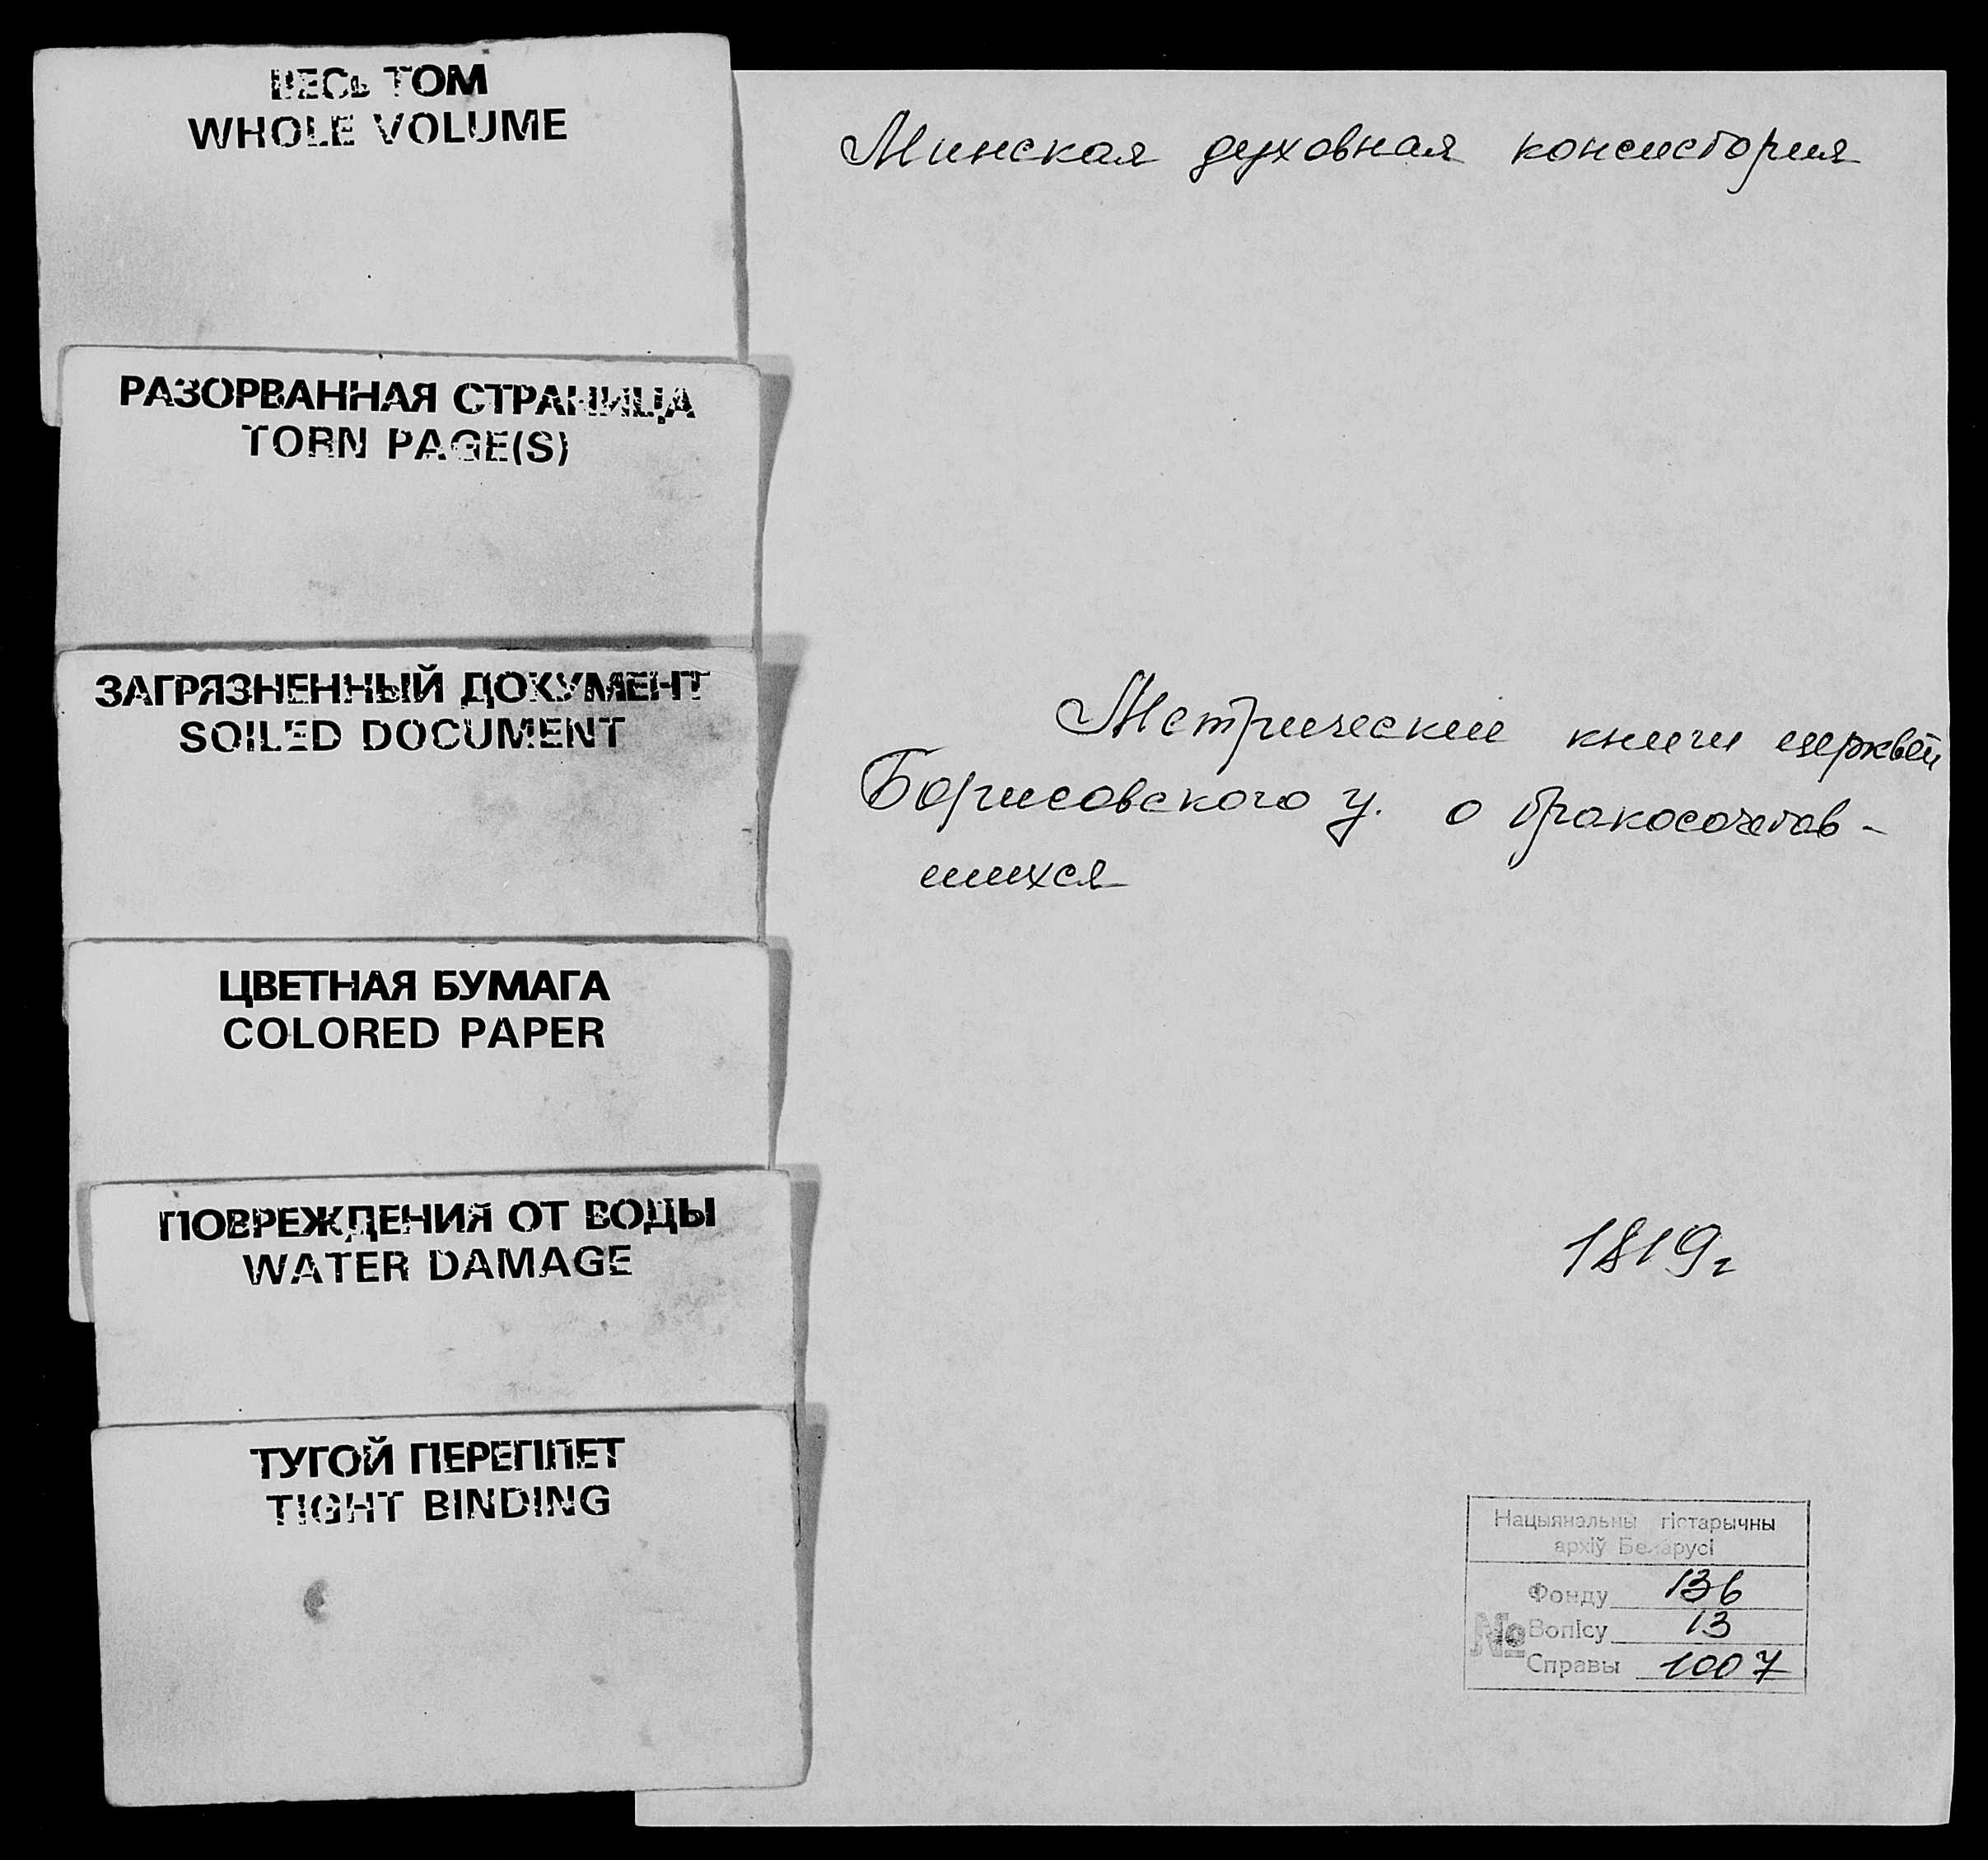 ВЕСЬ ТОМ
WHOLE VOLUME
РАЗОРВАННАЯ СТРАНИЦА
TORN PAGE(S)
ЗАГРЯЗНЕННЫЙ ДОКУМЕНТ
SOILED DOCUMENT
ЦВЕТНАЯ БУМАГА
COLORED PAPER
ПОВРЕЖДЕНИЯ ОТ ВОДЫ
WATER DAMAGE
ТУГОЙ ПЕРЕПЛЕТ
TIGHT BINDING
Минская духовная консистория
Метрические книги церквей
Борисовского у. о бракосочетав-
шихся
1819г
Нацыянальны гістарычны
архіў Беларусі
Фонду 136
№ Вопісу 13
Справы 1007